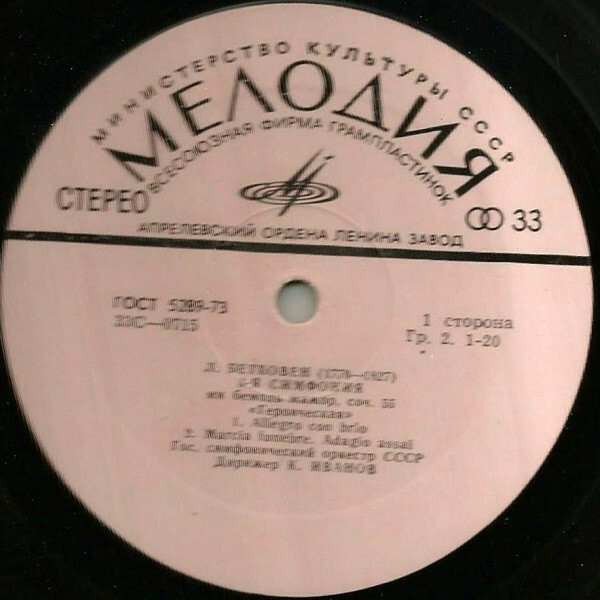 МИНИСТЕРСТВО КУЛЬТУРЫ СССР
МЕЛОДИЯ
ВСЕСОЮЗНАЯ ФИРМА ГРАМПЛАСТИНОК
СТЕРЕО
33
АПРЕЛЕВСКИЙ ОРДЕНА ЛЕНИНА ЗАВОД
ГОСТ 5289-73
33С—0715
1 сторона
Гр. 2. 1-20
Л. БЕТХОВЕН (1770—1827)
СИМФОНИЯ
ми бемоль мажор, соч. 55
«Героическая»
1. Allegro con brio
2. Marcia funebre. Adagio assai
Гос. симфонический оркестр СССР
Дирижер К. ИВАНОВ